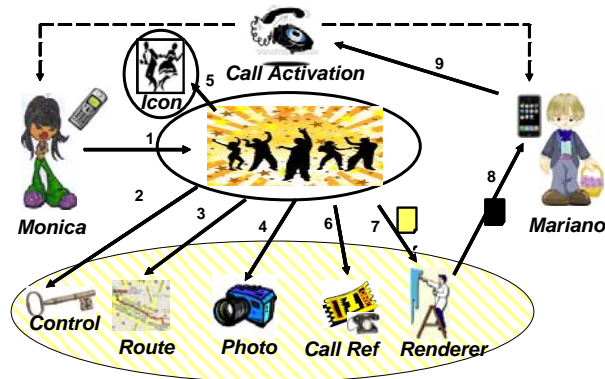 9
5
Icon
Call Activation
1
Monica
2
3
4
6
7
8
Mariano
Control
Route
Photo
Call Ref
Renderer